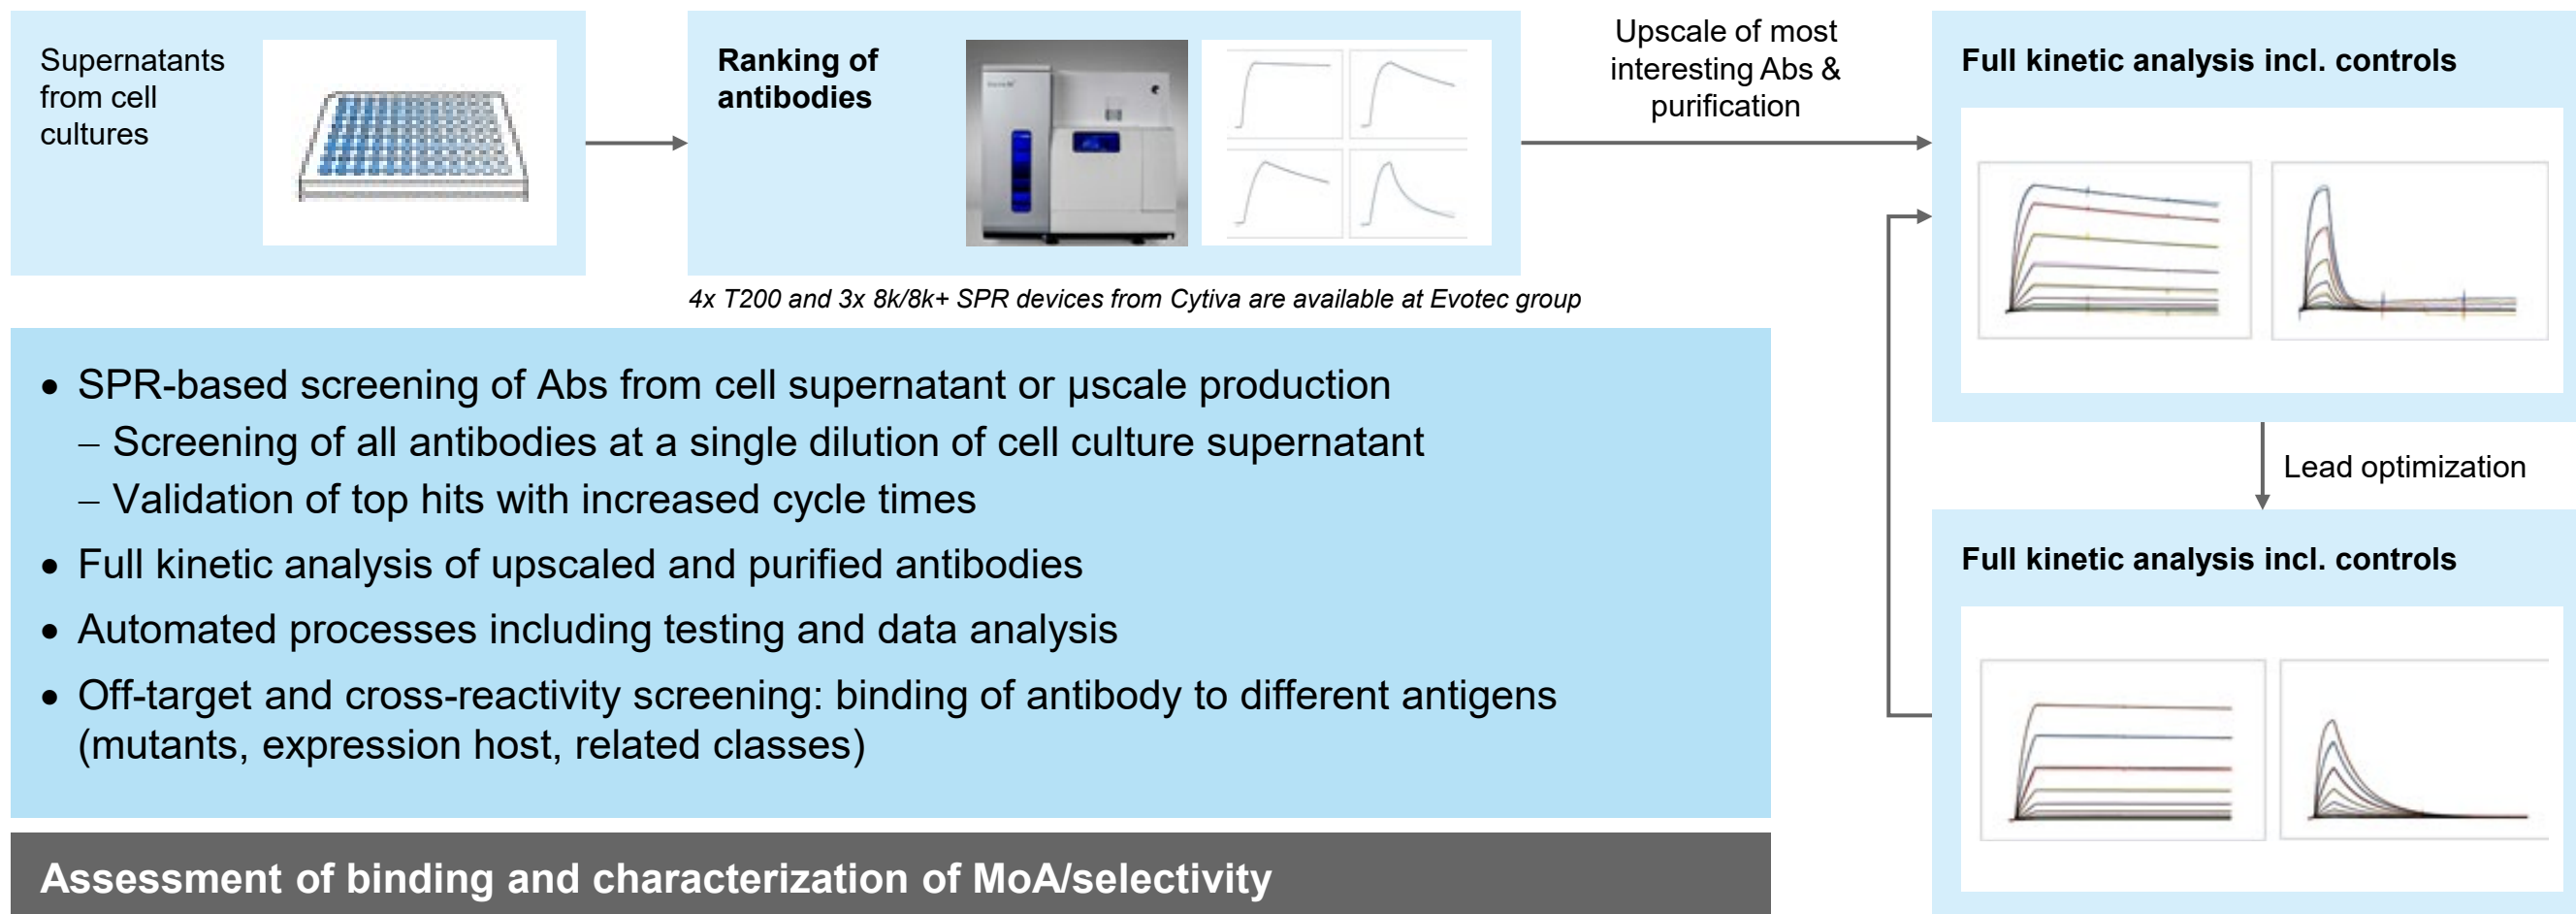 Supernatants
from cell
cultures
Ranking of
antibodies
Upscale of most
interesting Abs &
purification
Full kinetic analysis incl. controls
4x T200 and 3x 8k/8k+ SPR devices from Cytiva are available at Evotec group
• SPR-based screening of Abs from cell supernatant or µscale production
– Screening of all antibodies at a single dilution of cell culture supernatant
– Validation of top hits with increased cycle times
• Full kinetic analysis of upscaled and purified antibodies
• Automated processes including testing and data analysis
• Off-target and cross-reactivity screening: binding of antibody to different antigens
(mutants, expression host, related classes)
Lead optimization
Full kinetic analysis incl. controls
Assessment of binding and characterization of MoA/selectivity